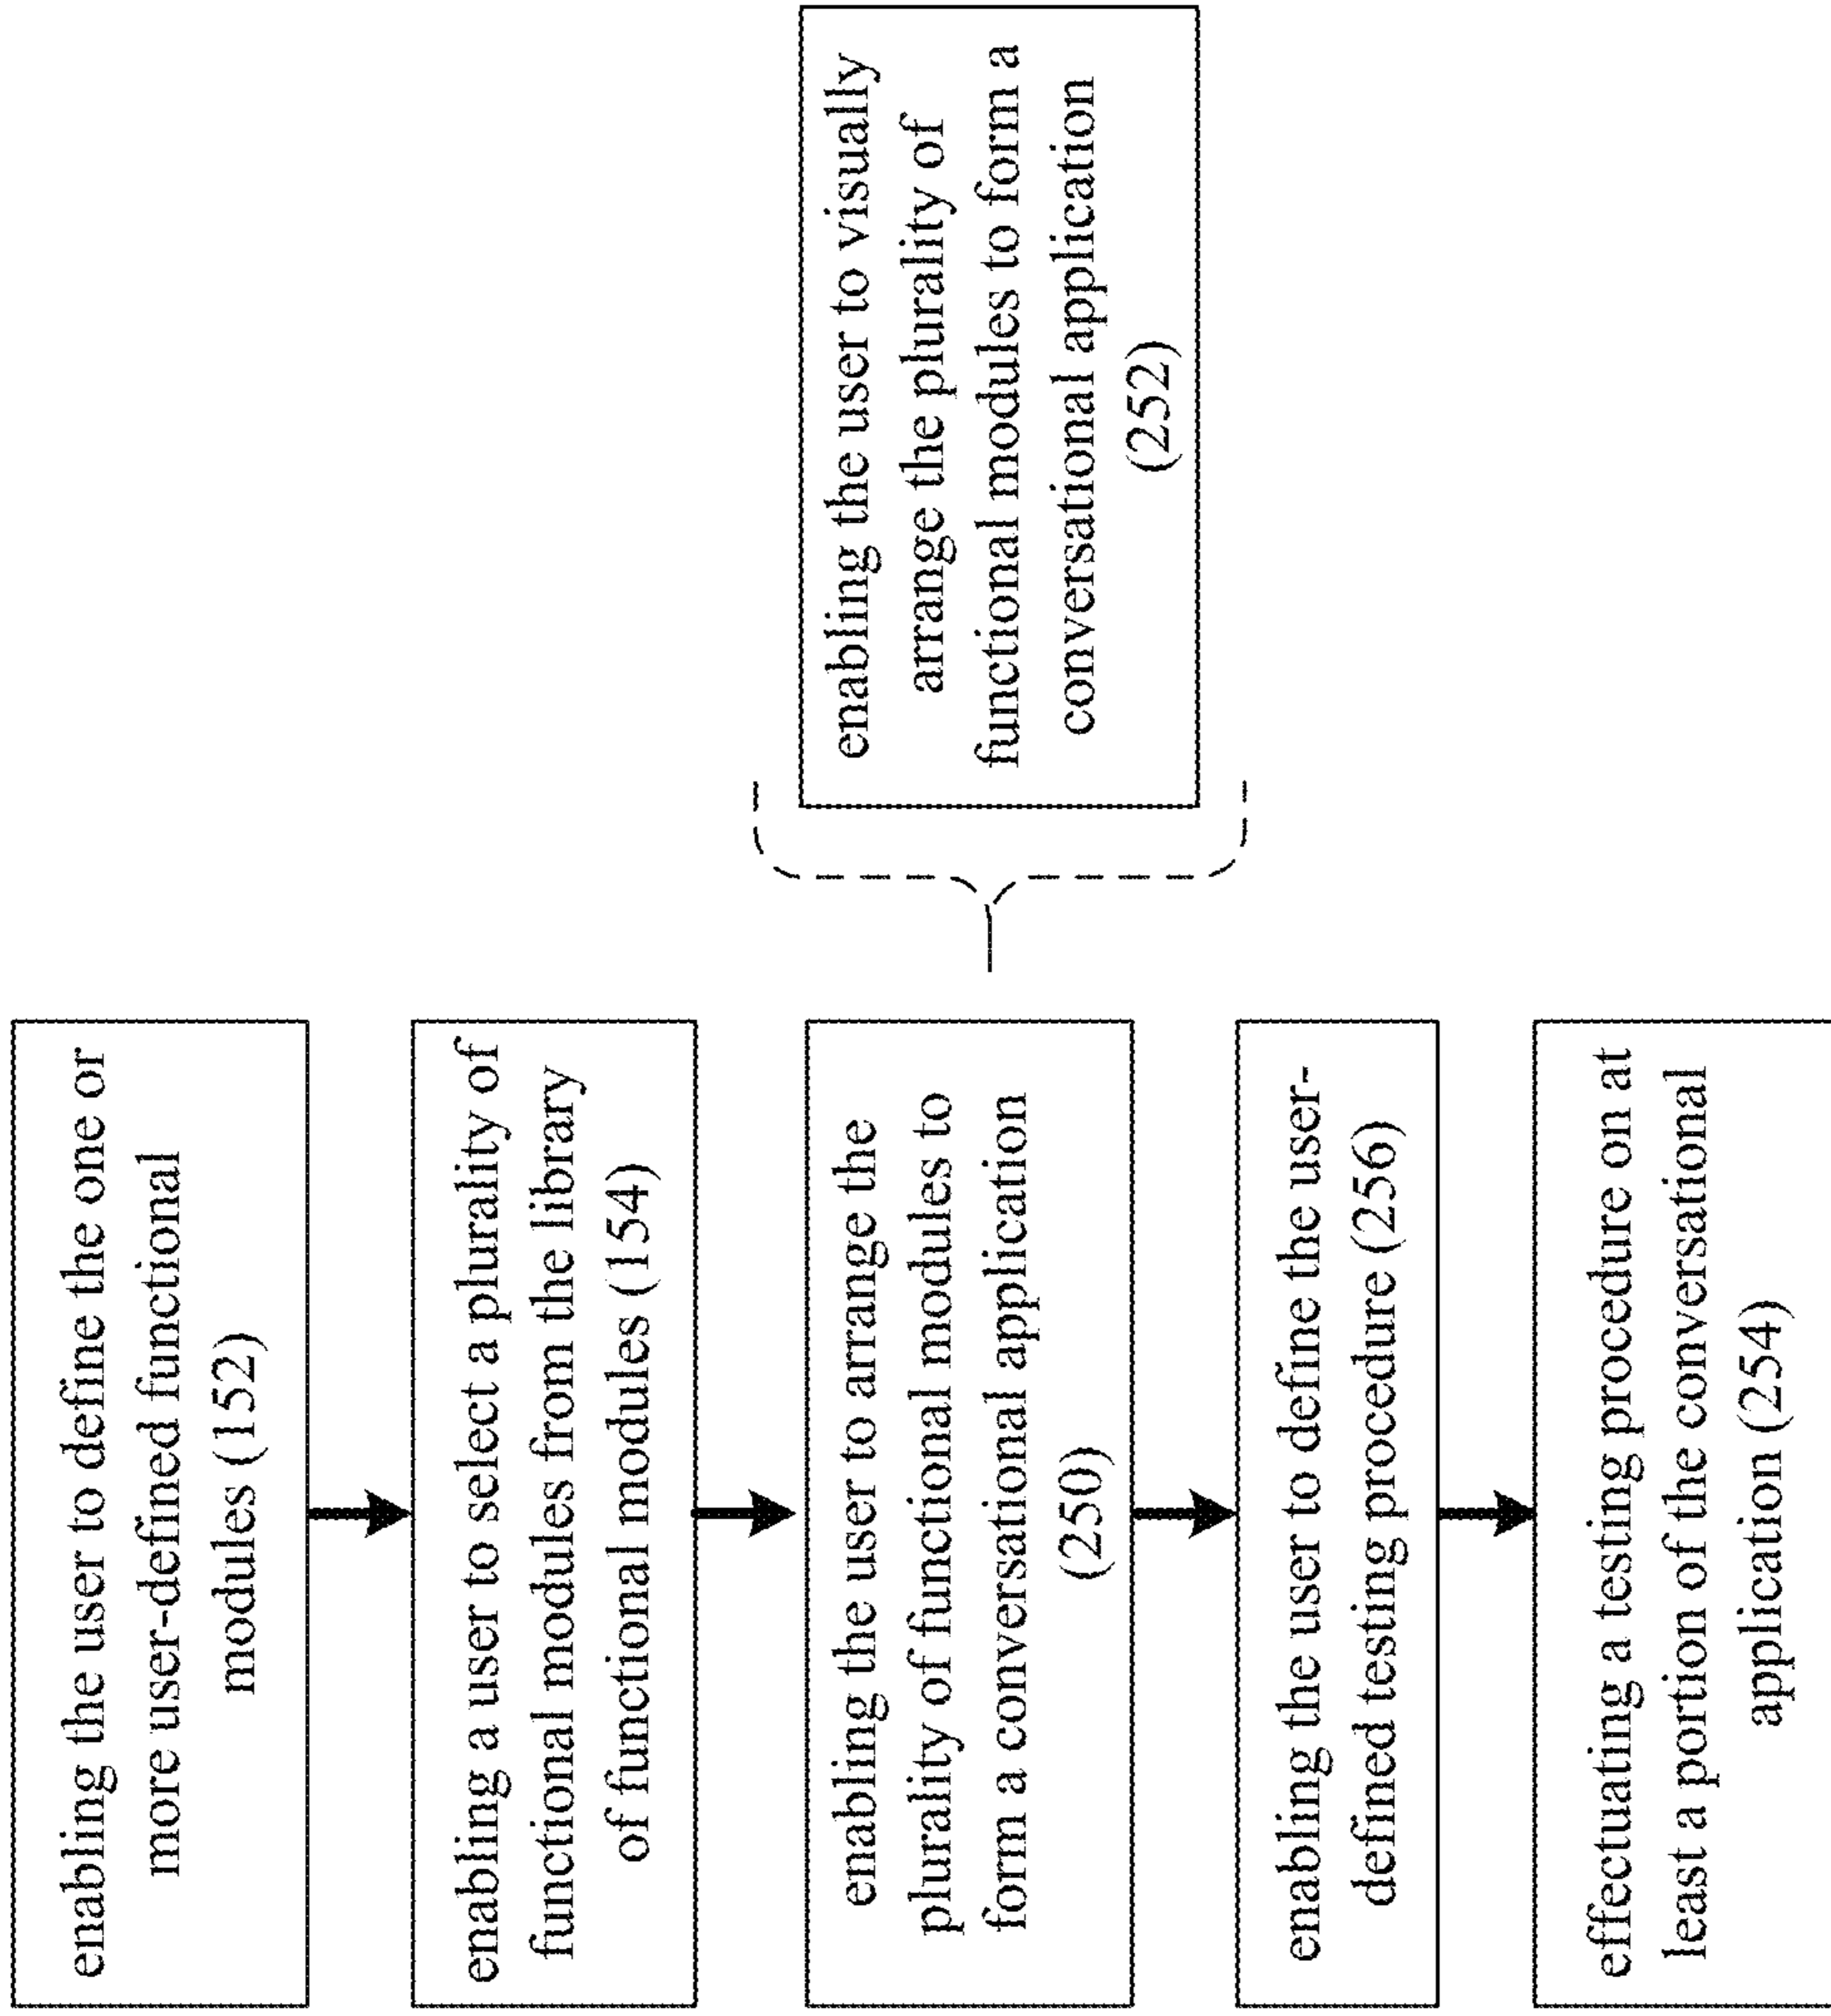 enabling the user to define the one or
more user-defined functional
modules (152)
enabling a user to select a plurality of
functional modules from the library
of functional modules (154)
enabling the user to arrange the
plurality of functional modules to
form a conversational application
(250)
enabling the user to visually
arrange the plurality of
functional modules to form a
conversational application
(252)
enabling the user to define the user-
defined testing procedure (256)
effectuating a testing procedure on at
least a portion of the conversational
application (254)